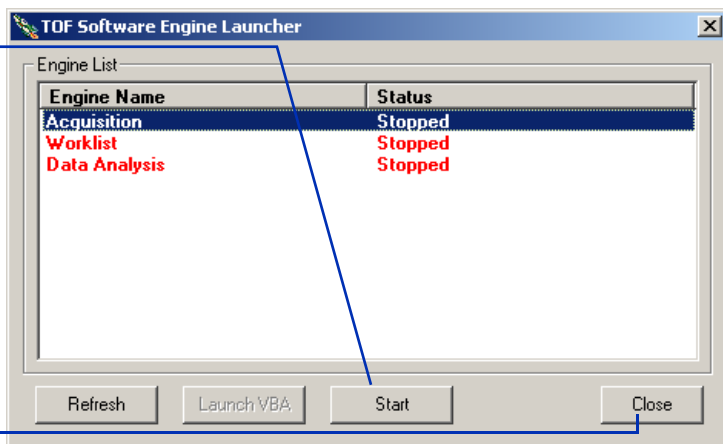 TOF Software Engine Launcher
Engine List
Engine Name Status
Acquisition Stopped
Worklist Stopped
Data Analysis Stopped
Refresh Launch VBA Start Close